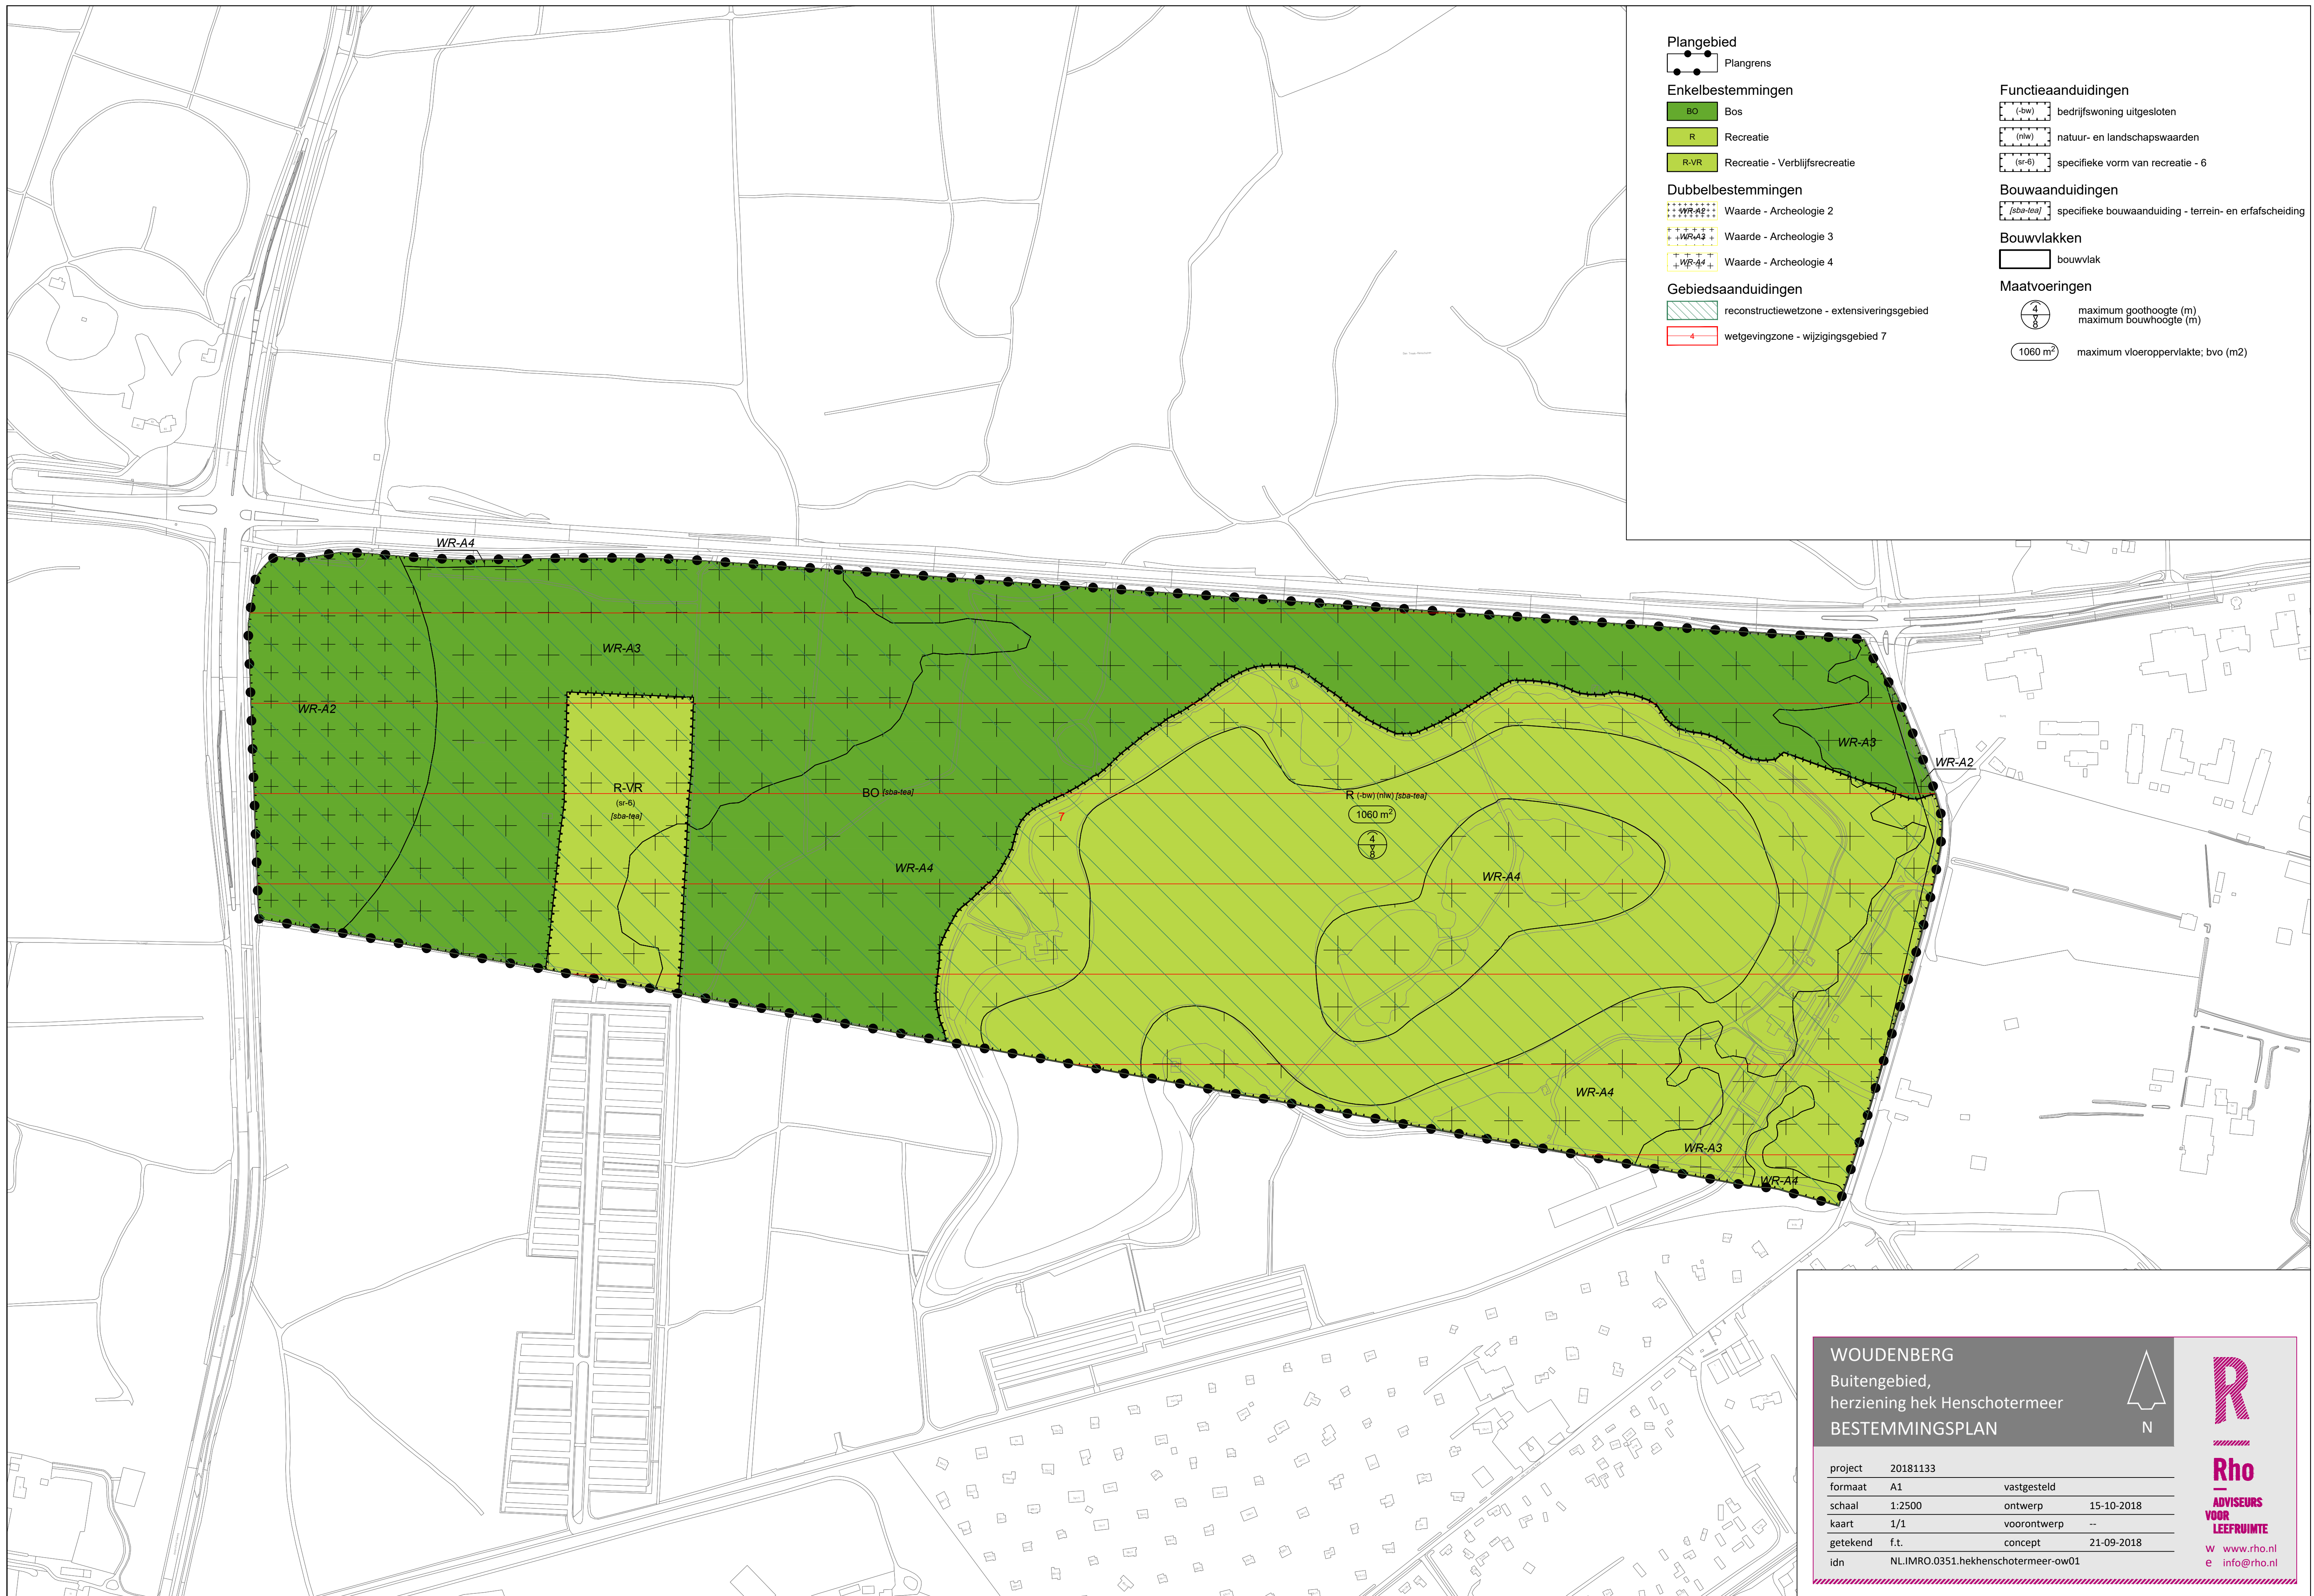 Plangebied
Plangrens
Enkelbestemmingen
BO Bos
R Recreatie
R-VR Recreatie - Verblijfsrecreatie
Dubbelbestemmingen
WR-A2 Waarde - Archeologie 2
WR-A3 Waarde - Archeologie 3
WR-A4 Waarde - Archeologie 4
Gebiedsaanduidingen
reconstructiewetzone - extensiveringsgebied
4 wetgevingzone - wijzigingsgebied 7
Functieaanduidingen
(-bw) bedrijfswoning uitgesloten
(nlw) natuur- en landschapswaarden
(sr-6) specifieke vorm van recreatie - 6
Bouwaanduidingen
[sba-tea] specifieke bouwaanduiding - terrein- en erfafscheiding
Bouwvlakken
bouwvlak
Maatvoeringen
4 maximum goothoogte (m)
8 maximum bouwhoogte (m)
1060 m² maximum vloeroppervlakte; bvo (m2)
WR-A4
WR-A3
WR-A2
WR-A3
WR-A2
R-VR
(sr-6)
[sba-tea]
BO [sba-tea]
7
R (-bw) (nlw) [sba-tea]
1060 m²
4
8
WR-A4
WR-A4
WR-A4
WR-A3
WR-A4
WOUDENBERG
Buitengebied,
herziening hek Henschotermeer
BESTEMMINGSPLAN
N
project 20181133
formaat A1 vastgesteld
schaal 1:2500 ontwerp 15-10-2018
kaart 1/1 voorontwerp --
getekend f.t. concept 21-09-2018
idn NL.IMRO.0351.hekhenschotermeer-ow01
R
Rho
ADVISEURS
VOOR
LEEFRUIMTE
w www.rho.nl
e info@rho.nl